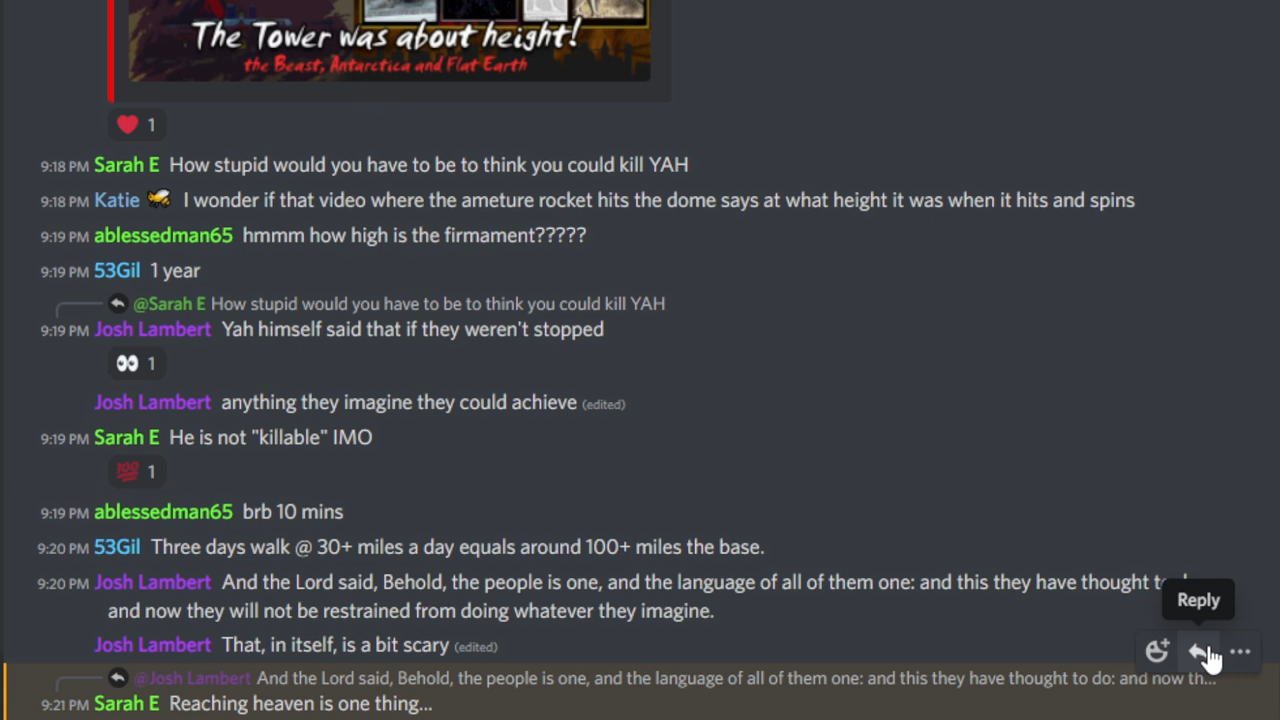 The Tower was about height!
the Beast, Antarctica and Flat Earth
1
9:18 PM Sarah E How stupid would you have to be to think you could kill YAH
9:18 PM Katie I wonder if that video where the ameture rocket hits the dome says at what height it was when it hits and spins
9:19 PM ablessedman65 hmmm how high is the firmament?????
9:19 PM 53Gil 1 year
@Sarah E How stupid would you have to be to think you could kill YAH
9:19 PM Josh Lambert Yah himself said that if they weren't stopped
1
Josh Lambert anything they imagine they could achieve (edited)
9:19 PM Sarah E He is not "killable" IMO
100 1
9:19 PM ablessedman65 brb 10 mins
9:20 PM 53Gil Three days walk @ 30+ miles a day equals around 100+ miles the base.
9:20 PM Josh Lambert And the Lord said, Behold, the people is one, and the language of all of them one: and this they have thought
Reply
and now they will not be restrained from doing whatever they imagine.
Josh Lambert That, in itself, is a bit scary (edited)
@Josh Lambert And the Lord said, Behold, the people is one, and the language of all of them one: and this they have thought to do: and now th...
9:21 PM Sarah E Reaching heaven is one thing...